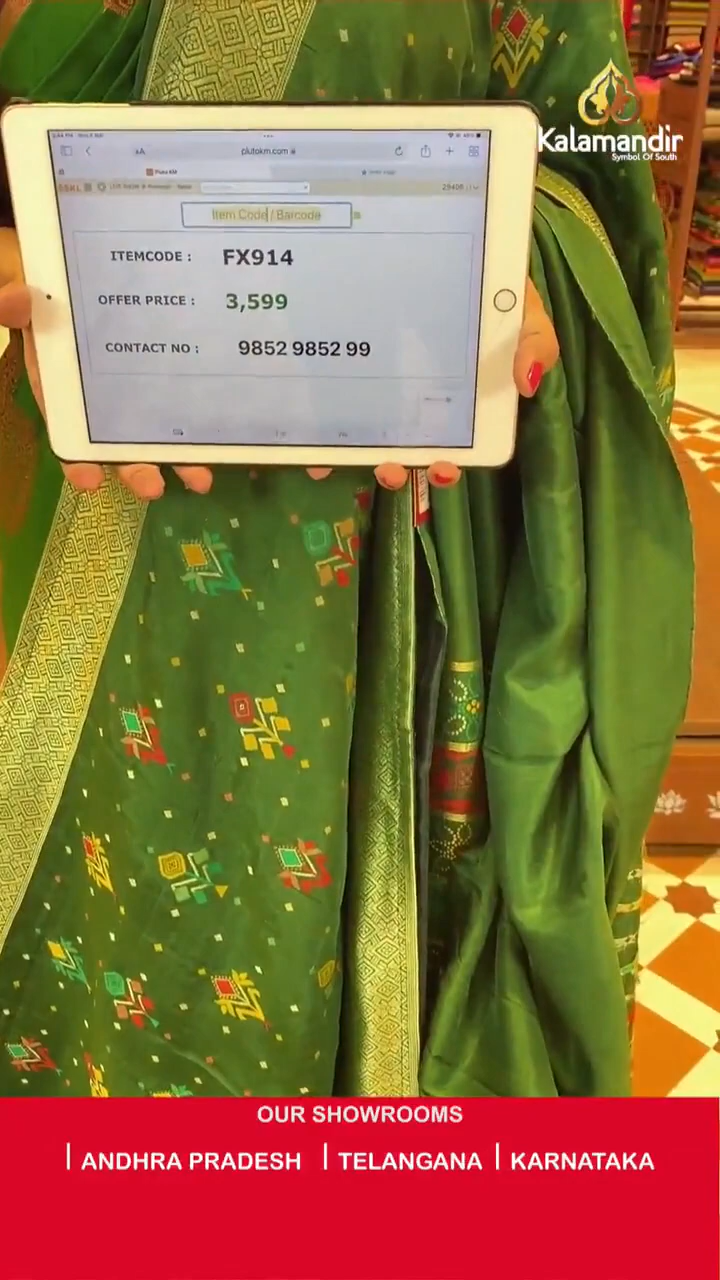 Kalamandir
Symbol Of South
plutokm.com
Item Code / Barcode
ITEMCODE : FX914
OFFER PRICE : 3,599
CONTACT NO : 9852 9852 99
OUR SHOWROOMS
| ANDHRA PRADESH | TELANGANA | KARNATAKA